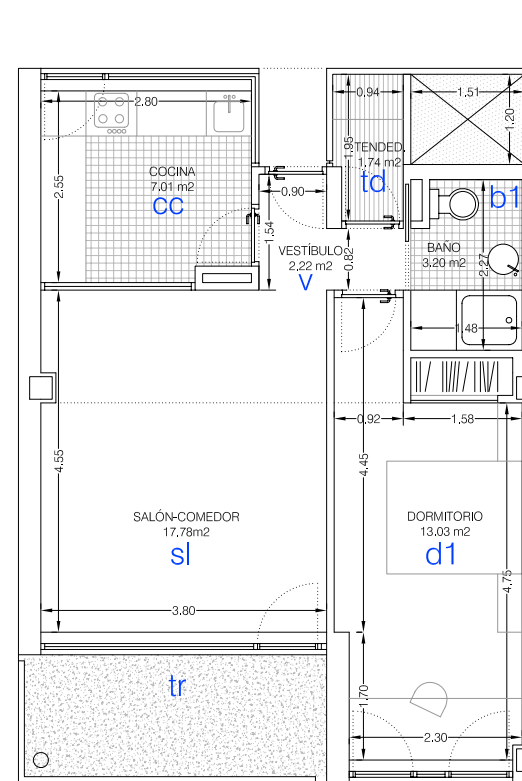 2.80
0.94
1.51
1.20
2.55
COCINA
7.01 m2
cc
1.95
TENDED.
1.74 m2
td
0.90
b1
1.54
VESTÍBULO
2,22 m2
v
0.82
BAÑO
3.20 m2
2.27
1.48
0.92
1.58
4.55
4.45
SALÓN-COMEDOR
17.78m2
sl
DORMITORIO
13.03 m2
d1
4.75
3.80
tr
1.70
2.30